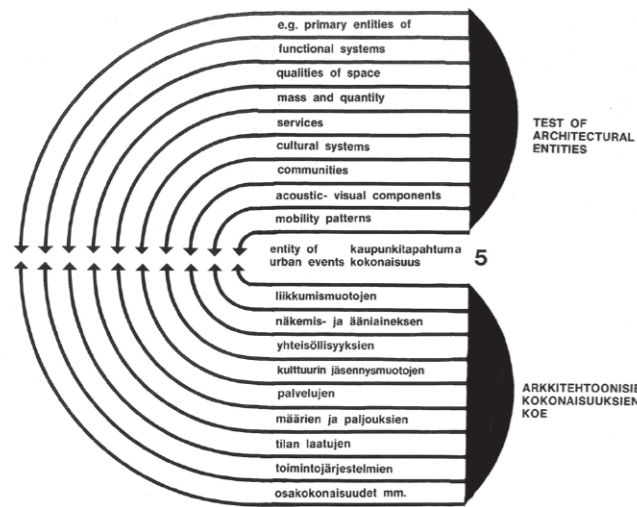 e.g. primary entities of
functional systems
qualities of space
mass and quantity
services
cultural systems
communities
acoustic- visual components
mobility patterns
TEST OF
ARCHITECTURAL
ENTITIES
entity of kaupunkitapahtuma
urban events kokonaisuus
5
liikkumismuotojen
näkemis- ja ääniaineksen
yhteisöllisyyksien
kulttuurin jäsennysmuotojen
palvelujen
määrien ja paljouksien
tilan laatujen
toimintojärjestelmien
osakokonaisuudet mm.
ARKKITEHTOONISIE
KOKONAISUUKSIEN
KOE